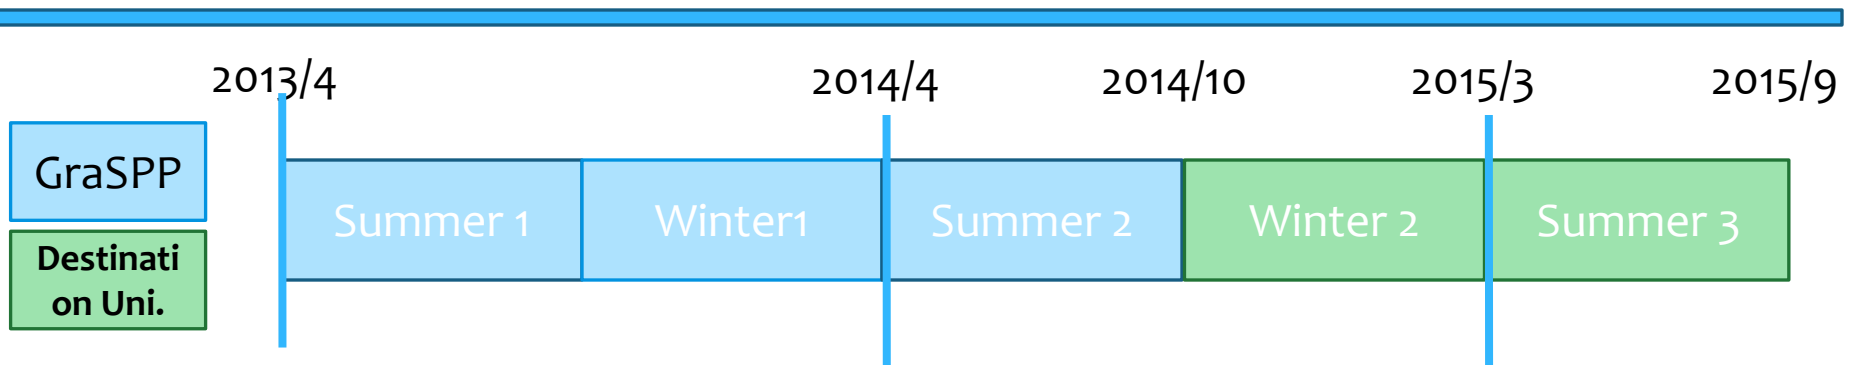 2013/4 2014/4 2014/10 2015/3 2015/9
GraSPP
Summer 1 Winter1 Summer 2 Winter 2 Summer 3
Destinati
on Uni.